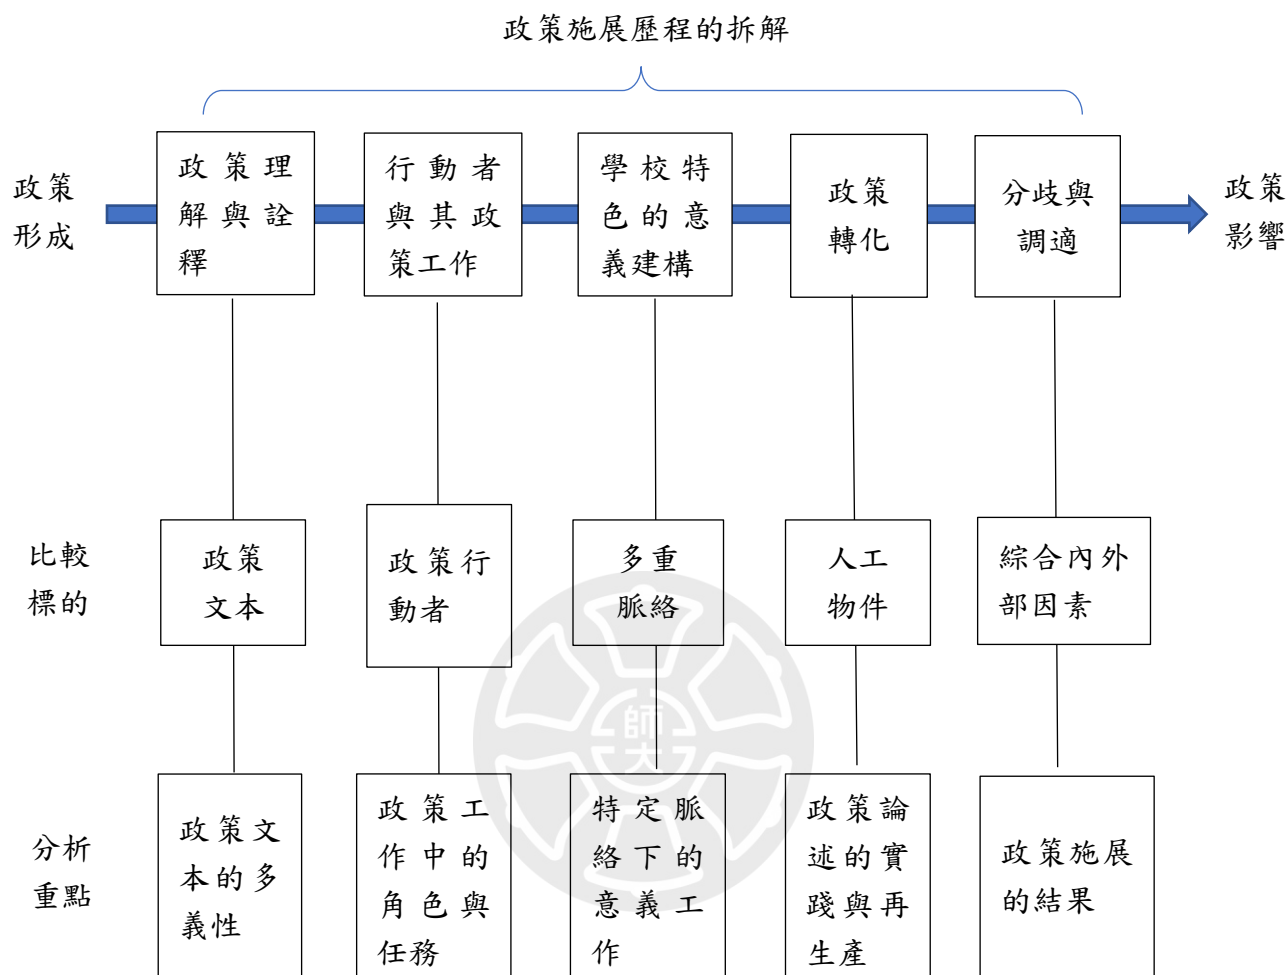 政策施展歷程的拆解
政策
形成
政策理
解與詮
釋
行動者
與其政
策工作
學校特
色的意
義建構
政策
轉化
分歧與
調適
政策
影響
比較
標的
政策
文本
政策行
動者
多重
脈絡
人工
物件
綜合內外
部因素
分析
重點
政策文
本的多
義性
政策工
作中的
角色與
任務
特定脈
絡下的
意義工
作
政策論
述的實
踐與再
生產
政策施展
的結果
師大